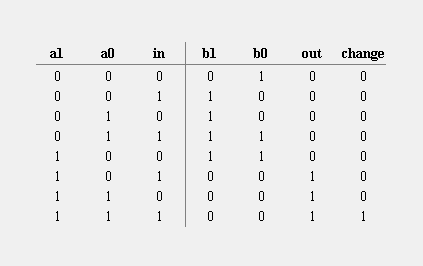 a1 a0 in b1 b0 out change
0 0 0 0 1 0 0
0 0 1 1 0 0 0
0 1 0 1 0 0 0
0 1 1 1 1 0 0
1 0 0 1 1 0 0
1 0 1 0 0 1 0
1 1 0 0 0 1 0
1 1 1 0 0 1 1